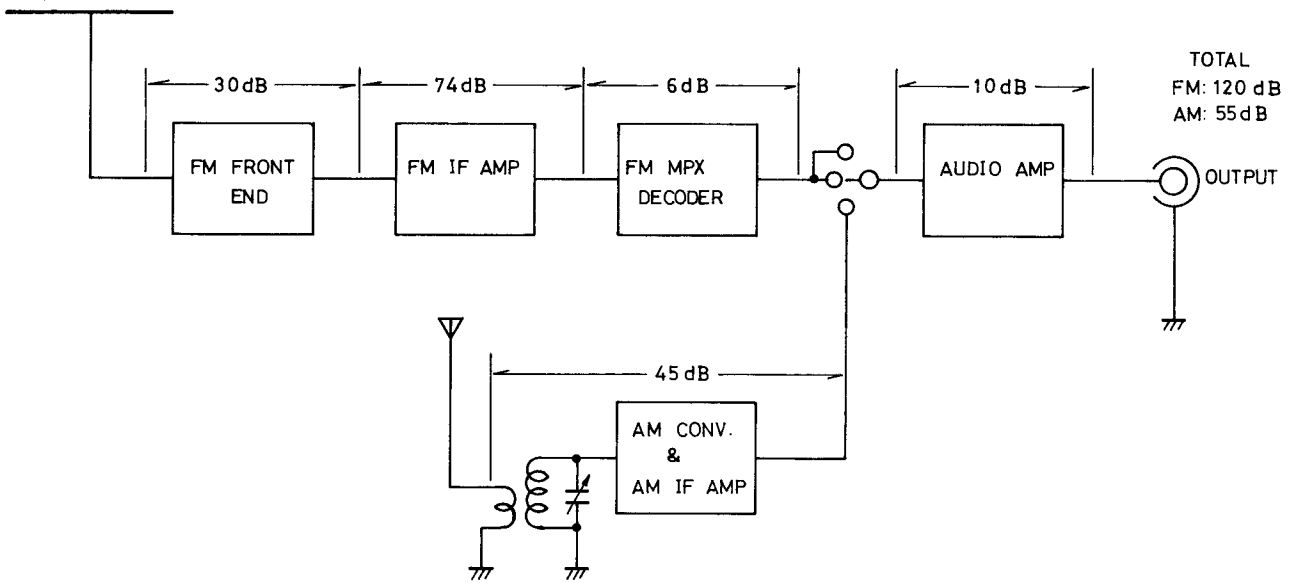 30dB
74dB
6dB
10dB
TOTAL
FM: 120 dB
AM: 55dB
FM FRONT
END
FM IF AMP
FM MPX
DECODER
AUDIO AMP
OUTPUT
45dB
AM CONV.
&
AM IF AMP